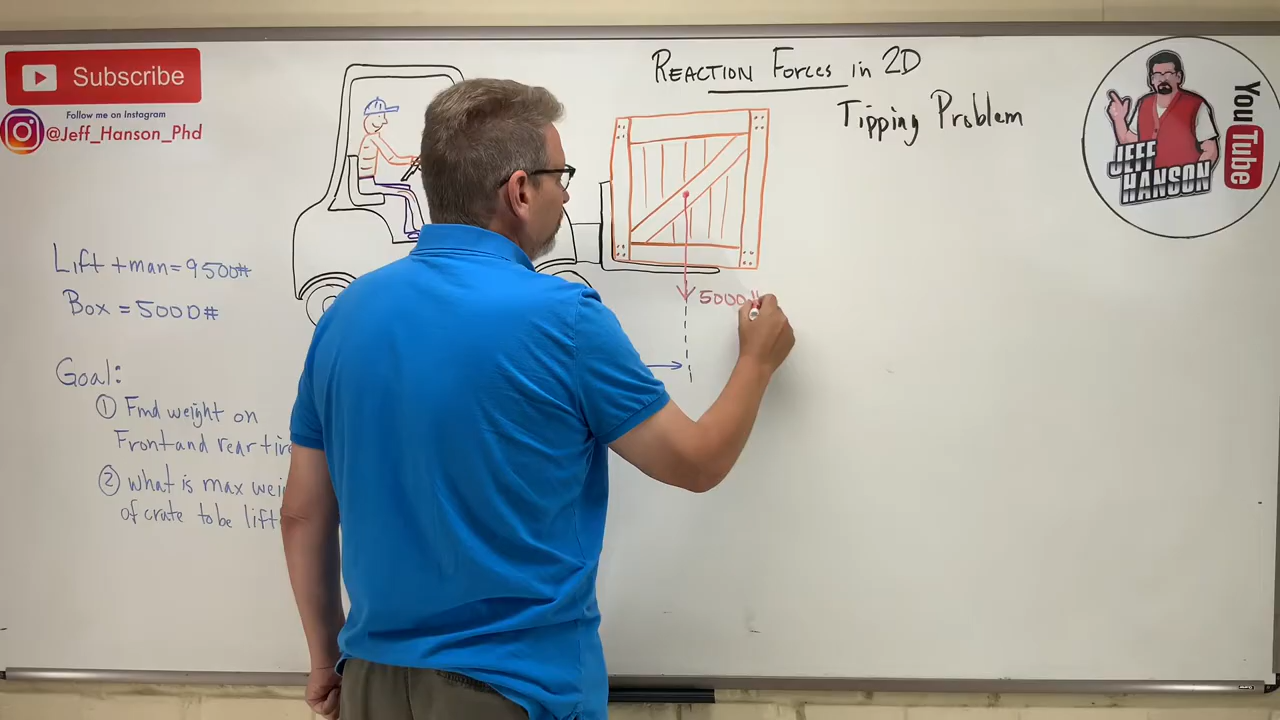 Subscribe
Follow me on Instagram
@Jeff_Hanson_Phd
REACTION FORCES in 2D
Tipping Problem
JEFF
HANSON
YouTube
Lift + man = 9500#
Box = 5000#
5000#
Goal:
① Find weight on
Front and rear tire
② What is max wei
of crate to be lift